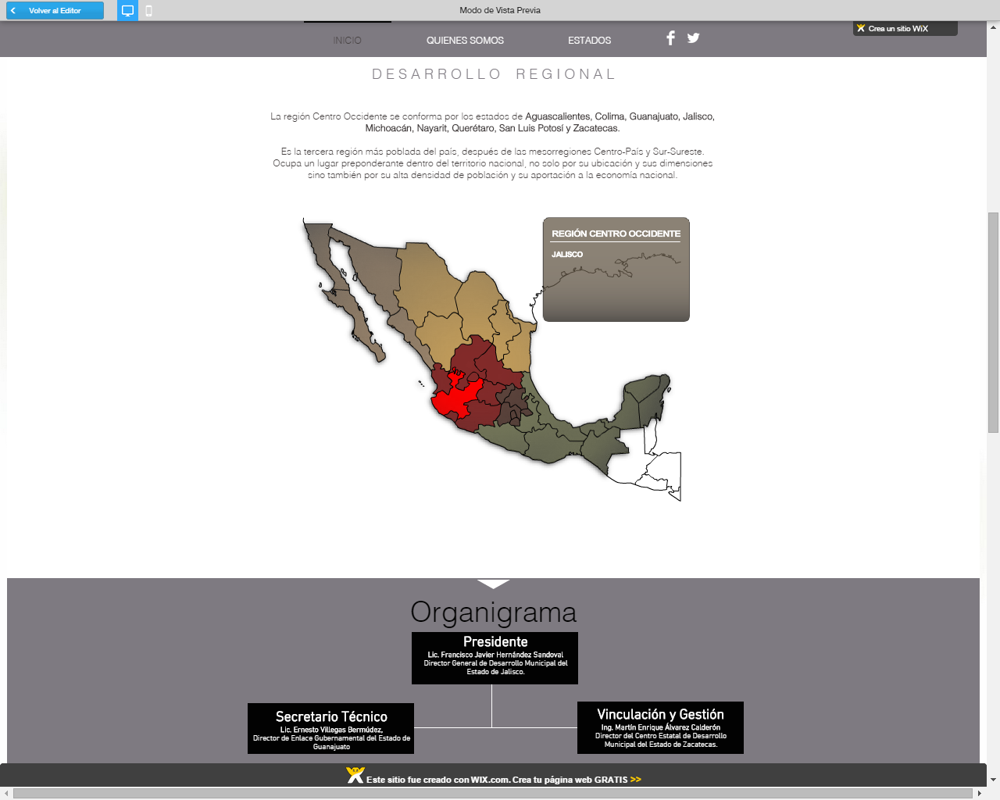 Volver al Editor
Modo de Vista Previa
INICIO
QUIENES SOMOS
ESTADOS
Crea un sitio WiX
DESARROLLO REGIONAL
La región Centro Occidente se conforma por los estados de Aguascalientes, Colima, Guanajuato, Jalisco,
Michoacán, Nayarit, Querétaro, San Luis Potosí y Zacatecas.
Es la tercera región más poblada del país, después de las mesorregiones Centro-País y Sur-Sureste.
Ocupa un lugar preponderante dentro del territorio nacional, no solo por su ubicación y sus dimensiones
sino también por su alta densidad de población y su aportación a la economía nacional.
REGIÓN CENTRO OCCIDENTE
JALISCO
Organigrama
Presidente
Lic. Francisco Javier Hernández Sandoval
Director General de Desarrollo Municipal del
Estado de Jalisco.
Secretario Técnico
Lic. Ernesto Villegas Bermúdez,
Director de Enlace Gubernamental del Estado de
Guanajuato
Vinculación y Gestión
Ing. Martín Enrique Álvarez Calderón
Director del Centro Estatal de Desarrollo
Municipal del Estado de Zacatecas.
Este sitio fue creado con WIX.com. Crea tu página web GRATIS >>